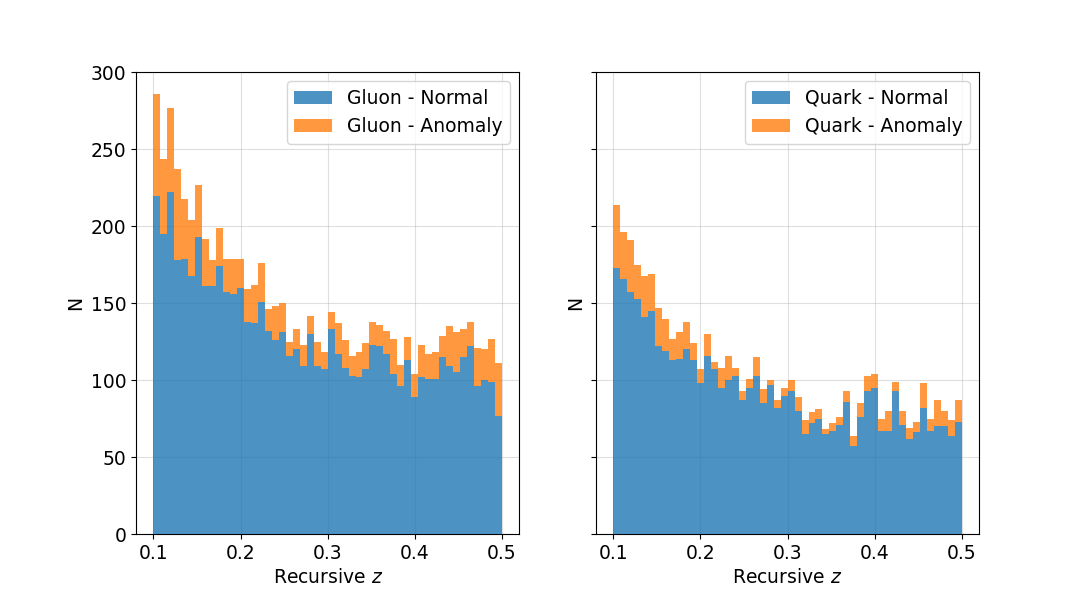 300
250
200
150
100
50
0
N
0.1 0.2 0.3 0.4 0.5
Recursive z
Gluon - Normal
Gluon - Anomaly
N
0.1 0.2 0.3 0.4 0.5
Recursive z
Quark - Normal
Quark - Anomaly